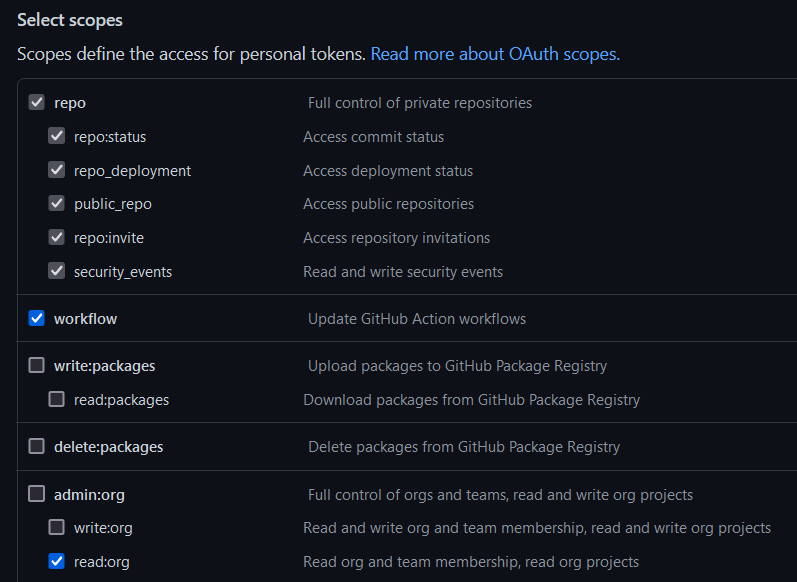 Select scopes
Scopes define the access for personal tokens. Read more about OAuth scopes.
repo Full control of private repositories
repo:status Access commit status
repo_deployment Access deployment status
public_repo Access public repositories
repo:invite Access repository invitations
security_events Read and write security events
workflow Update GitHub Action workflows
write:packages Upload packages to GitHub Package Registry
read:packages Download packages from GitHub Package Registry
delete:packages Delete packages from GitHub Package Registry
admin:org Full control of orgs and teams, read and write org projects
write:org Read and write org and team membership, read and write org projects
read:org Read org and team membership, read org projects